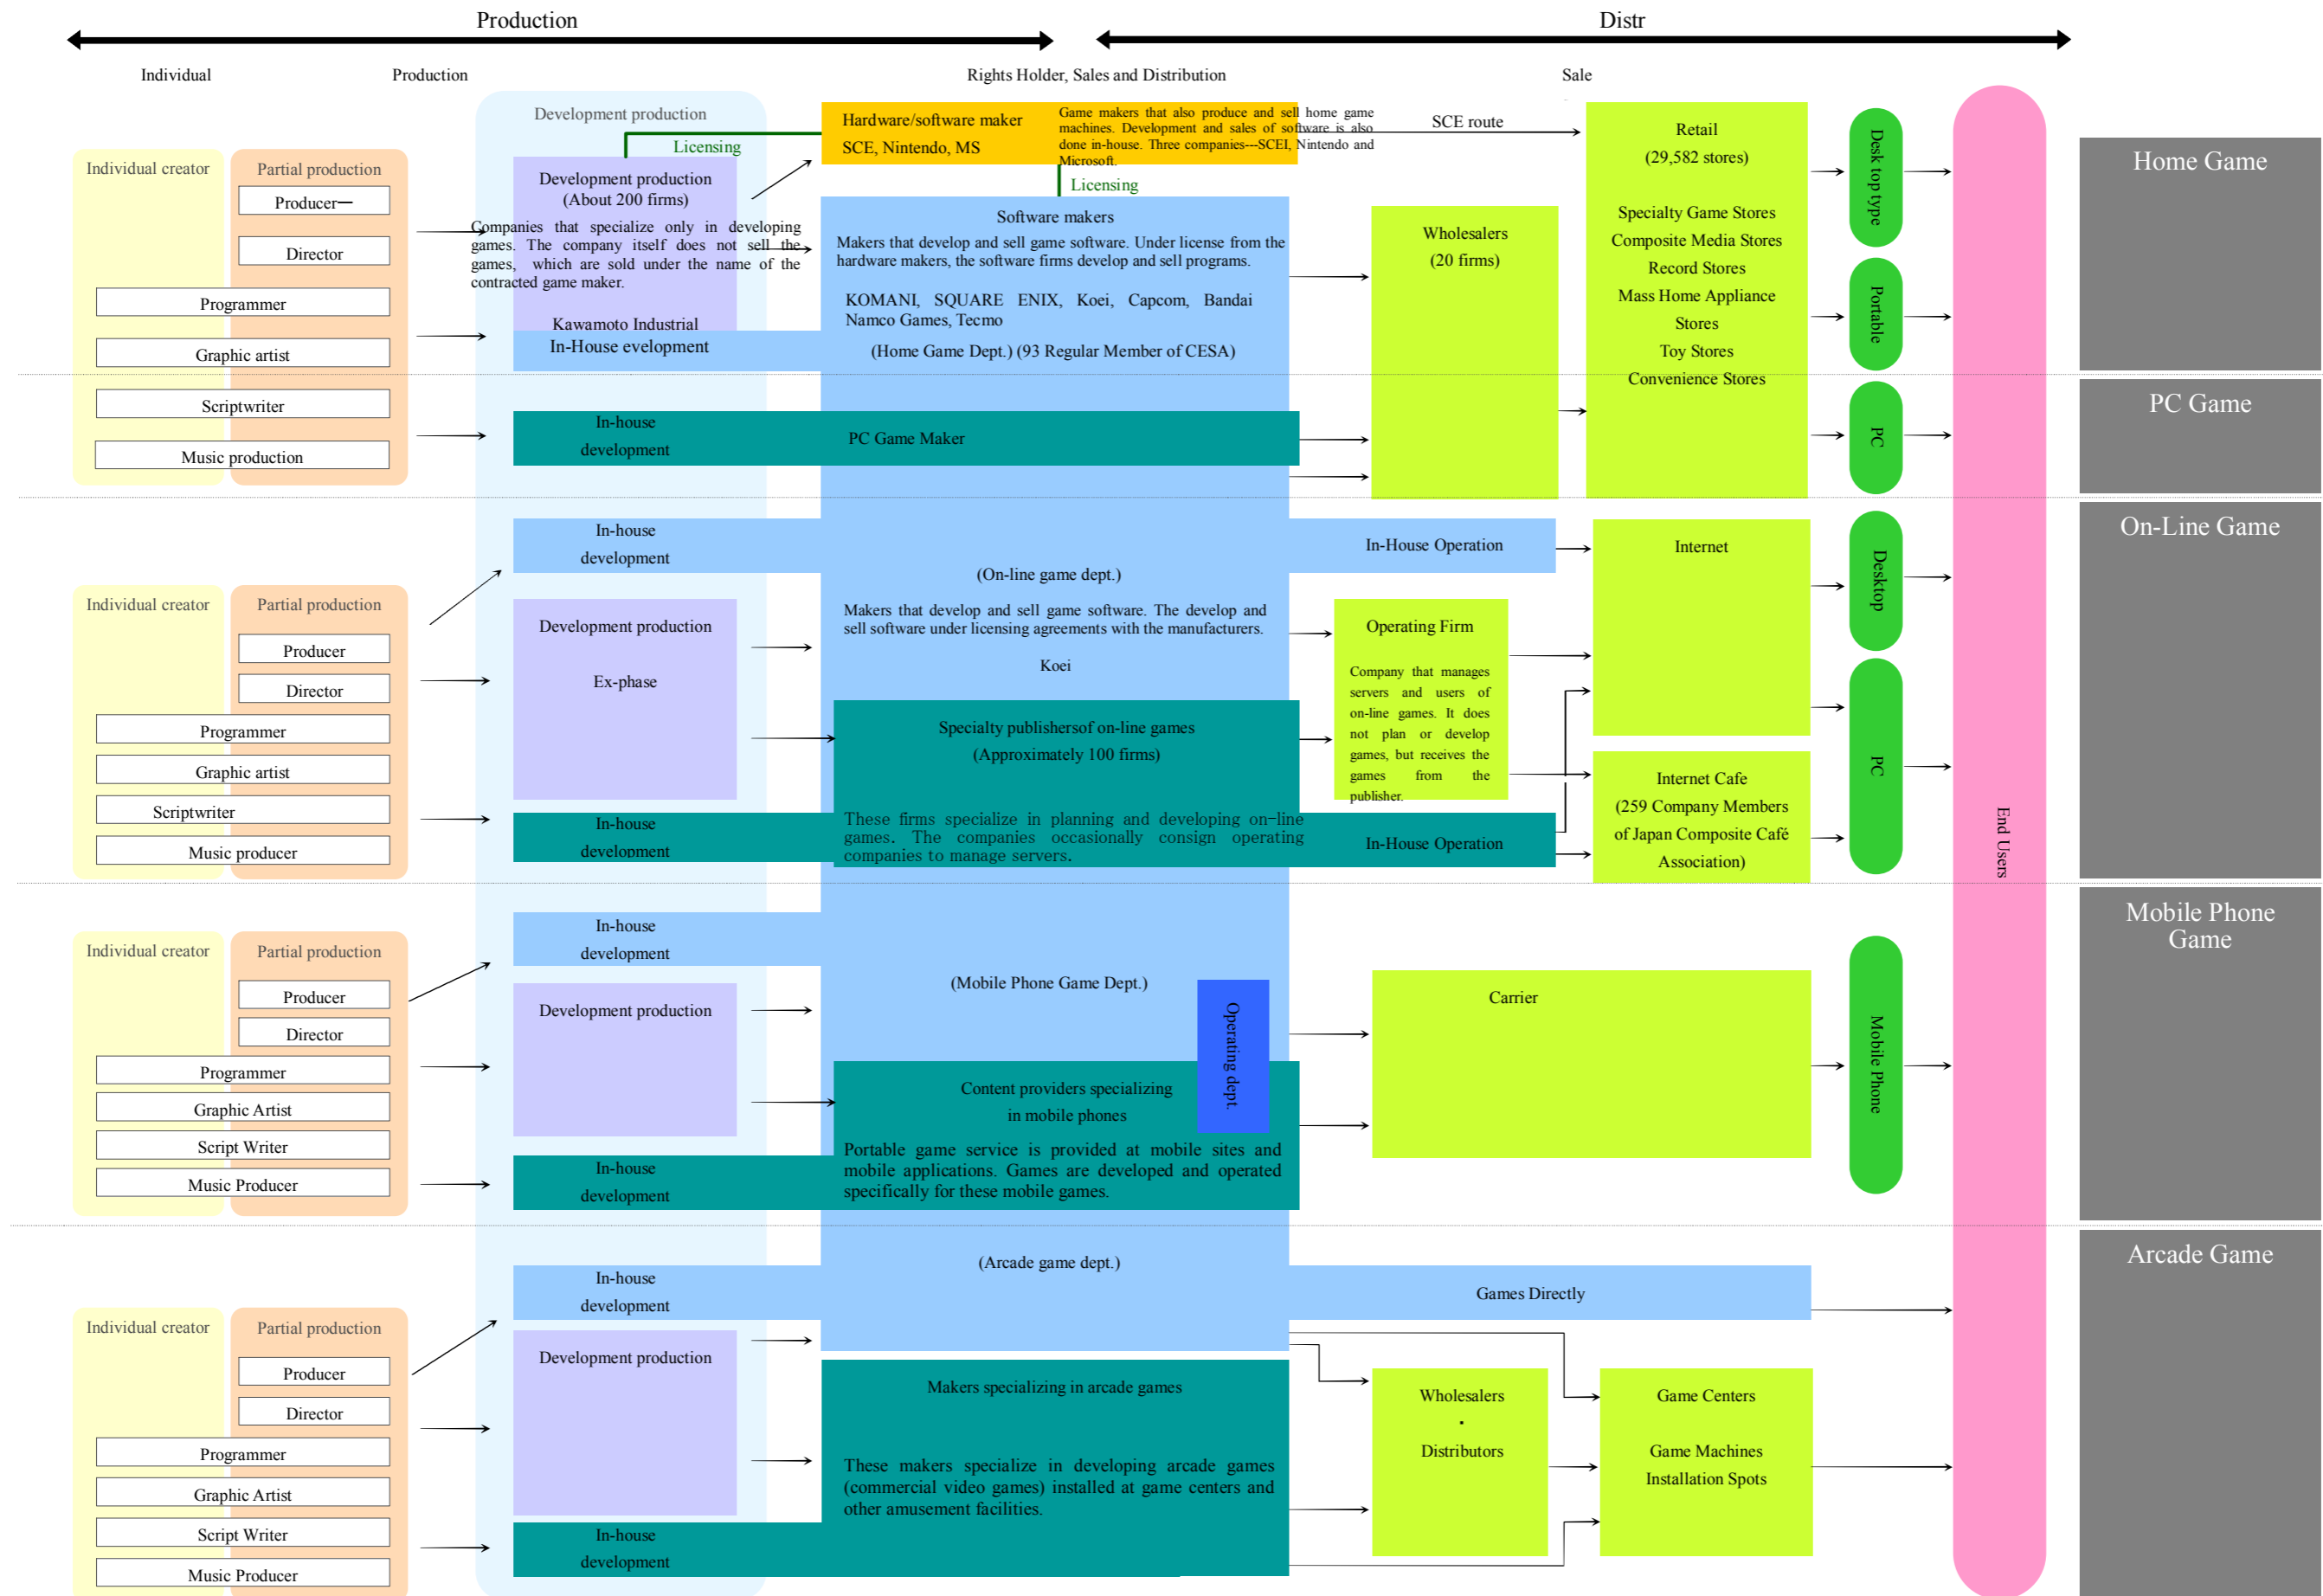 Production
Distr
Individual
Production
Rights Holder, Sales and Distribution
Sale
Development production
Hardware/software maker
SCE, Nintendo, MS
Game makers that also produce and sell home game
machines. Development and sales of software is also
done in-house. Three companies---SCEI, Nintendo and
Microsoft.
SCE route
Licensing
Licensing
Individual creator
Partial production
Producer—
Director
Programmer
Graphic artist
Scriptwriter
Music production
Development production
(About 200 firms)
Companies that specialize only in developing
games. The company itself does not sell the
games, which are sold under the name of the
contracted game maker.
Kawamoto Industrial
In-House evelopment
Software makers
Makers that develop and sell game software. Under license from the
hardware makers, the software firms develop and sell programs.
KOMANI, SQUARE ENIX, Koei, Capcom, Bandai
Namco Games, Tecmo
(Home Game Dept.) (93 Regular Member of CESA)
Wholesalers
(20 firms)
Retail
(29,582 stores)
Specialty Game Stores
Composite Media Stores
Record Stores
Mass Home Appliance
Stores
Toy Stores
Convenience Stores
Desk top type
Portable
Home Game
In-house
development
PC Game Maker
PC
PC Game
In-house
development
(On-line game dept.)
In-House Operation
Internet
Desktop
On-Line Game
Individual creator
Partial production
Producer
Director
Programmer
Graphic artist
Scriptwriter
Music producer
Development production
Ex-phase
Makers that develop and sell game software. The develop and
sell software under licensing agreements with the manufacturers.
Koei
Operating Firm
Company that manages
servers and users of
on-line games. It does
not plan or develop
games, but receives the
games from the
publisher.
Specialty publishersof on-line games
(Approximately 100 firms)
These firms specialize in planning and developing on-line
games. The companies occasionally consign operating
companies to manage servers.
In-house
development
In-House Operation
Internet Cafe
(259 Company Members
of Japan Composite Café
Association)
PC
End Users
In-house
development
Mobile Phone
Game
Individual creator
Partial production
Producer
Director
Programmer
Graphic Artist
Script Writer
Music Producer
Development production
(Mobile Phone Game Dept.)
Operating dept.
Carrier
Mobile Phone
Content providers specializing
in mobile phones
Portable game service is provided at mobile sites and
mobile applications. Games are developed and operated
specifically for these mobile games.
In-house
development
(Arcade game dept.)
Arcade Game
In-house
development
Games Directly
Individual creator
Partial production
Producer
Director
Programmer
Graphic Artist
Script Writer
Music Producer
Development production
Makers specializing in arcade games
These makers specialize in developing arcade games
(commercial video games) installed at game centers and
other amusement facilities.
In-house
development
Wholesalers
・
Distributors
Game Centers
Game Machines
Installation Spots